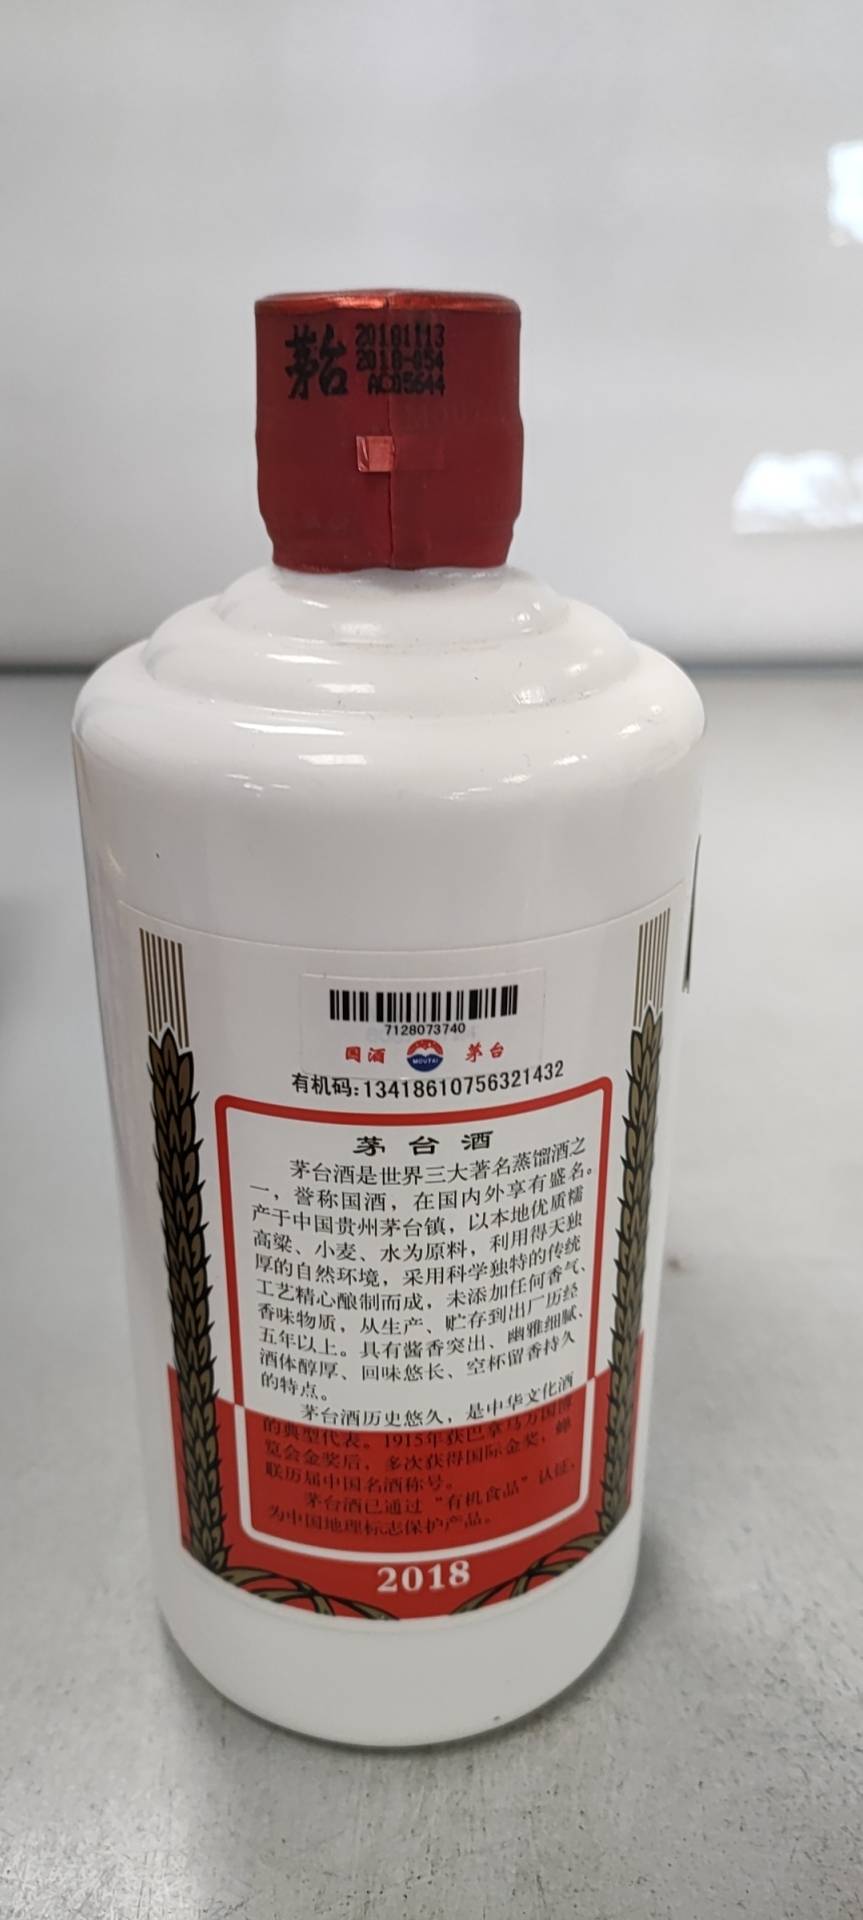 茅台
20181113
2018-054
AC05644
7128073740
国酒 MOUTAI 茅台
有机码:13418610756321432
茅台酒
茅台酒是世界三大著名蒸馏酒之
一，誉称国酒，在国内外享有盛名。
产于中国贵州茅台镇，以本地优质糯
高粱、小麦、水为原料，利用得天独
厚的自然环境，采用科学独特的传统
工艺精心酿制而成，未添加任何香气、
香味物质，从生产、贮存到出厂历经
五年以上。具有酱香突出、幽雅细腻、
酒体醇厚、回味悠长、空杯留香持久
的特点。
茅台酒历史悠久，是中华文化酒
的典型代表。1915年获巴拿马万国博
览会金奖后，多次获得国际金奖，蝉
联历届中国名酒称号。
茅台酒已通过“有机食品”认证，
为中国地理标志保护产品。
2018